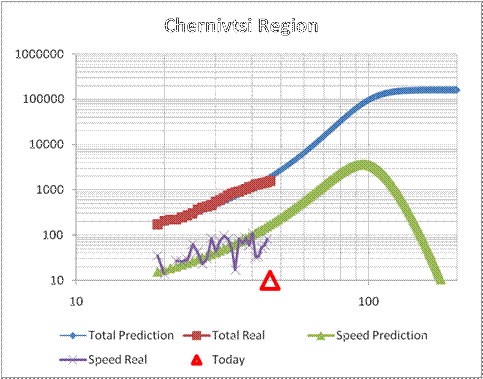 Chernivtsi Region
1000000
100000
10000
1000
100
10
10 100
Total Prediction Total Real Speed Prediction
Speed Real Today